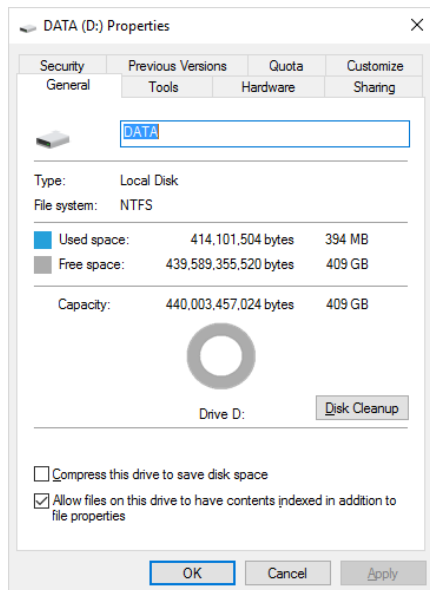 DATA (D:) Properties
Security Previous Versions Quota Customize
General Tools Hardware Sharing
DATA
Type: Local Disk
File system: NTFS
Used space: 414,101,504 bytes 394 MB
Free space: 439,589,355,520 bytes 409 GB
Capacity: 440,003,457,024 bytes 409 GB
Drive D:
Disk Cleanup
Compress this drive to save disk space
Allow files on this drive to have contents indexed in addition to
file properties
OK Cancel Apply